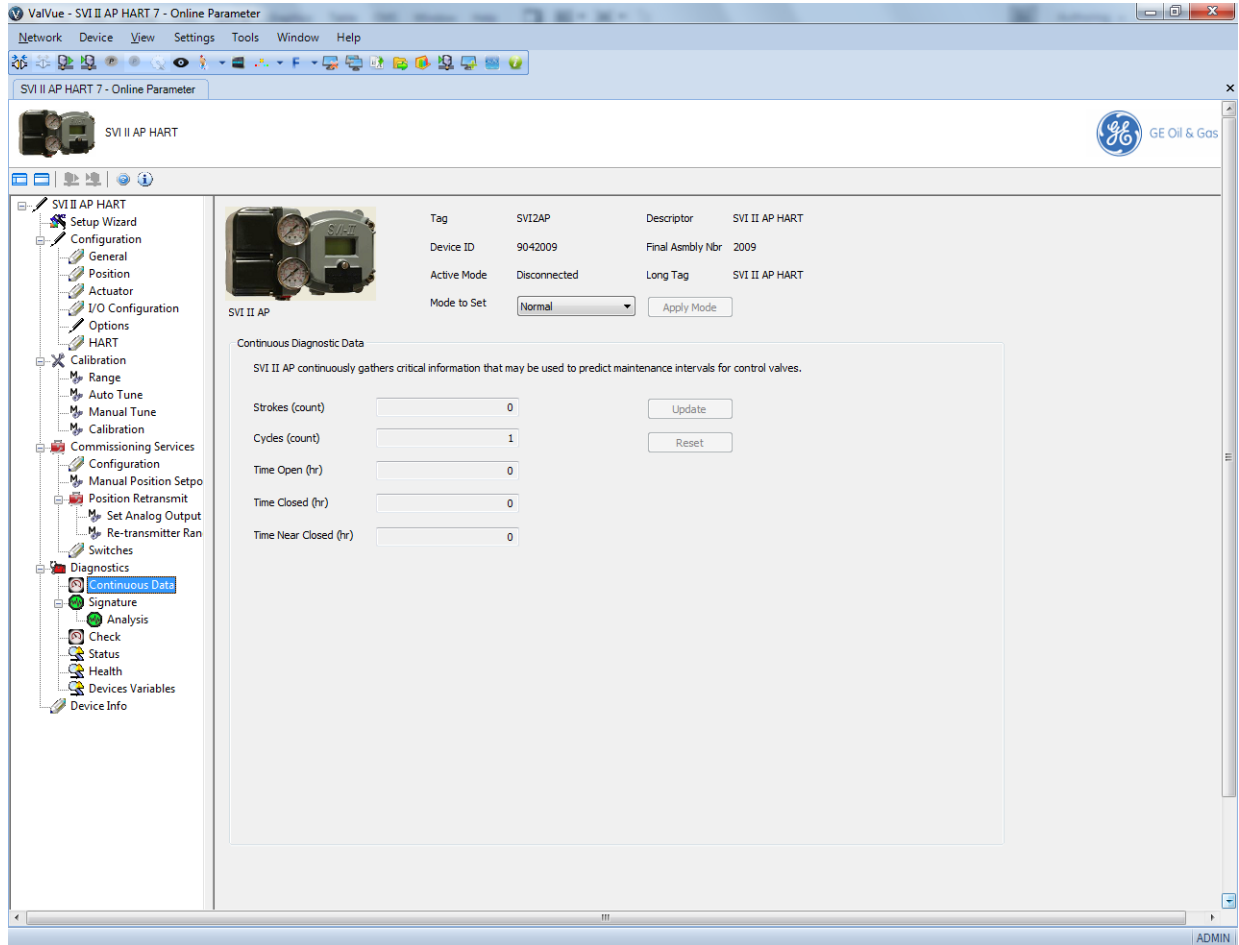 ValVue - SVI II AP HART 7 - Online Parameter
Network Device View Settings Tools Window Help
SVI II AP HART 7 - Online Parameter
SVI II AP HART
GE Oil & Gas
SVI II AP HART
Setup Wizard
Configuration
General
Position
Actuator
I/O Configuration
Options
HART
Calibration
Range
Auto Tune
Manual Tune
Calibration
Commissioning Services
Configuration
Manual Position Setpo
Position Retransmit
Set Analog Output
Re-transmitter Ran
Switches
Diagnostics
Continuous Data
Signature
Analysis
Check
Status
Health
Devices Variables
Device Info
SVI-II
SVI II AP
Tag SVI2AP Descriptor SVI II AP HART
Device ID 9042009 Final Asmbly Nbr 2009
Active Mode Disconnected Long Tag SVI II AP HART
Mode to Set Normal Apply Mode
Continuous Diagnostic Data
SVI II AP continuously gathers critical information that may be used to predict maintenance intervals for control valves.
Strokes (count) 0 Update
Cycles (count) 1 Reset
Time Open (hr) 0
Time Closed (hr) 0
Time Near Closed (hr) 0
ADMIN